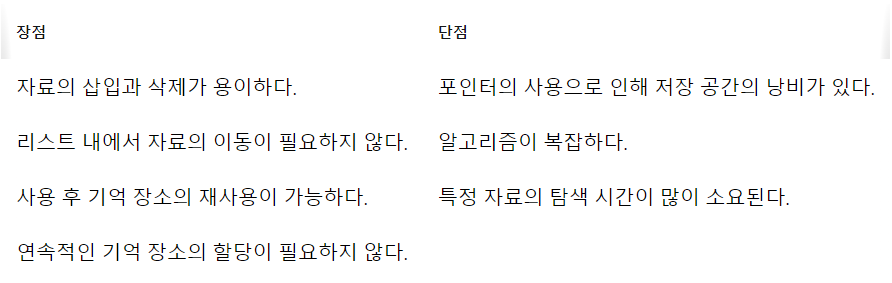 장점 단점
자료의 삽입과 삭제가 용이하다. 포인터의 사용으로 인해 저장 공간의 낭비가 있다.
리스트 내에서 자료의 이동이 필요하지 않다. 알고리즘이 복잡하다.
사용 후 기억 장소의 재사용이 가능하다. 특정 자료의 탐색 시간이 많이 소요된다.
연속적인 기억 장소의 할당이 필요하지 않다.